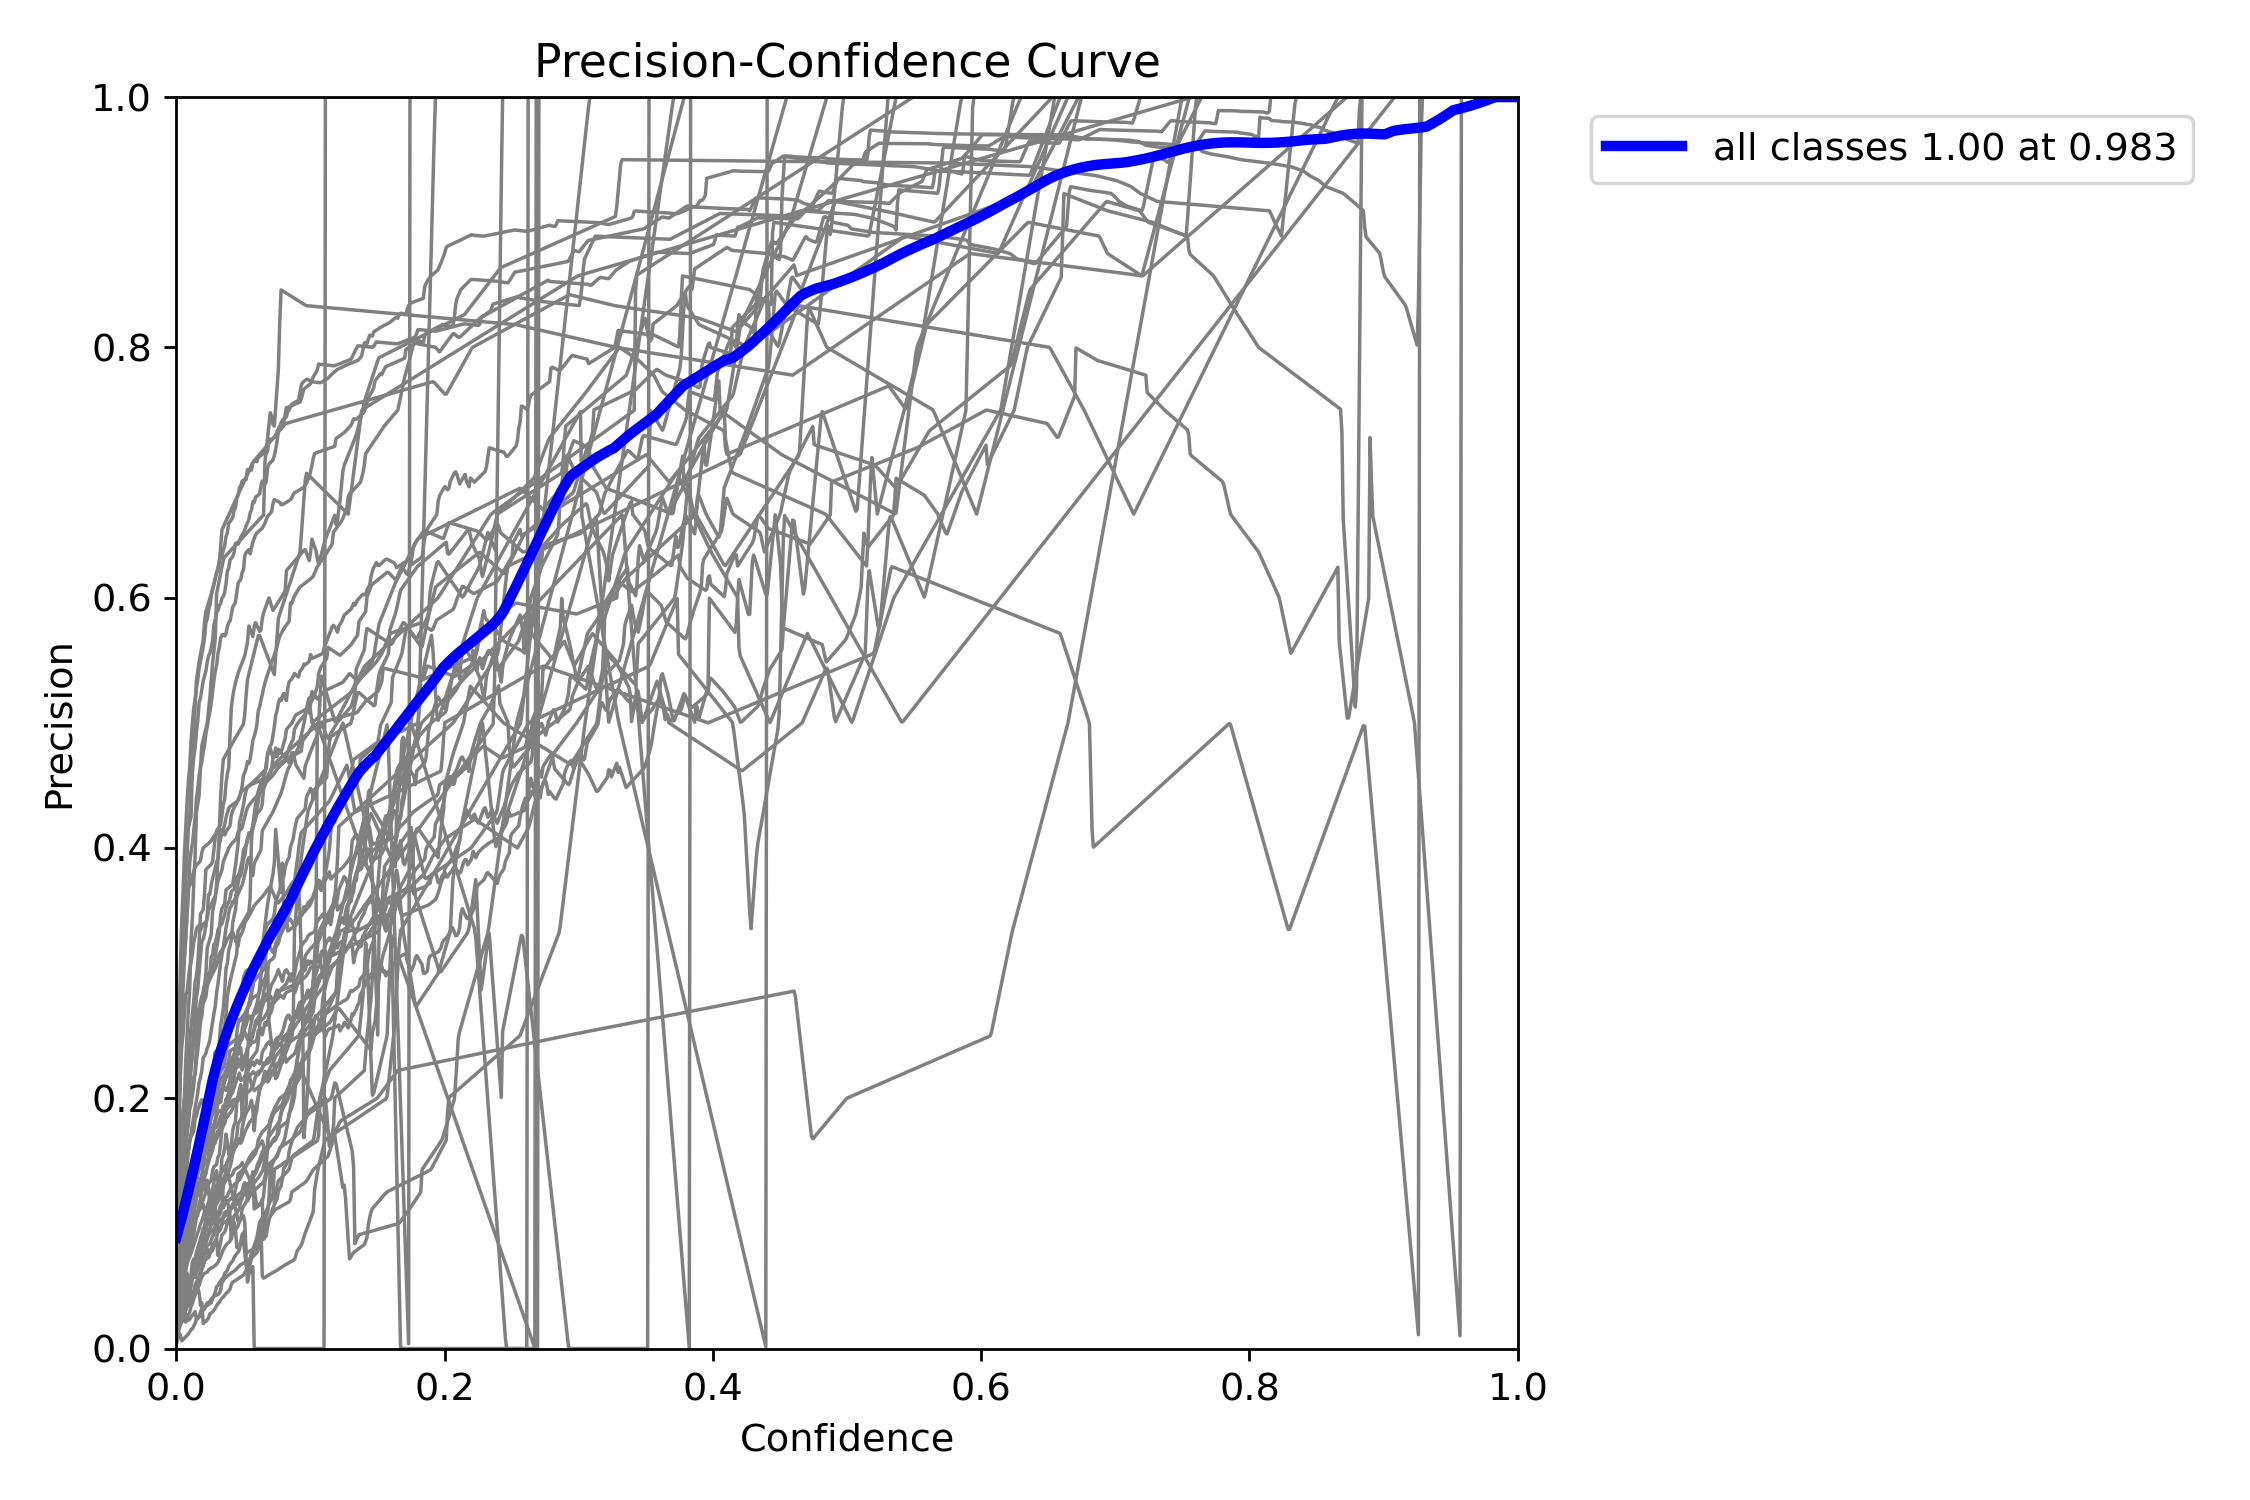 Precision-Confidence Curve
1.0
0.8
0.6
0.4
0.2
0.0
Precision
0.0 0.2 0.4 0.6 0.8 1.0
Confidence
all classes 1.00 at 0.983